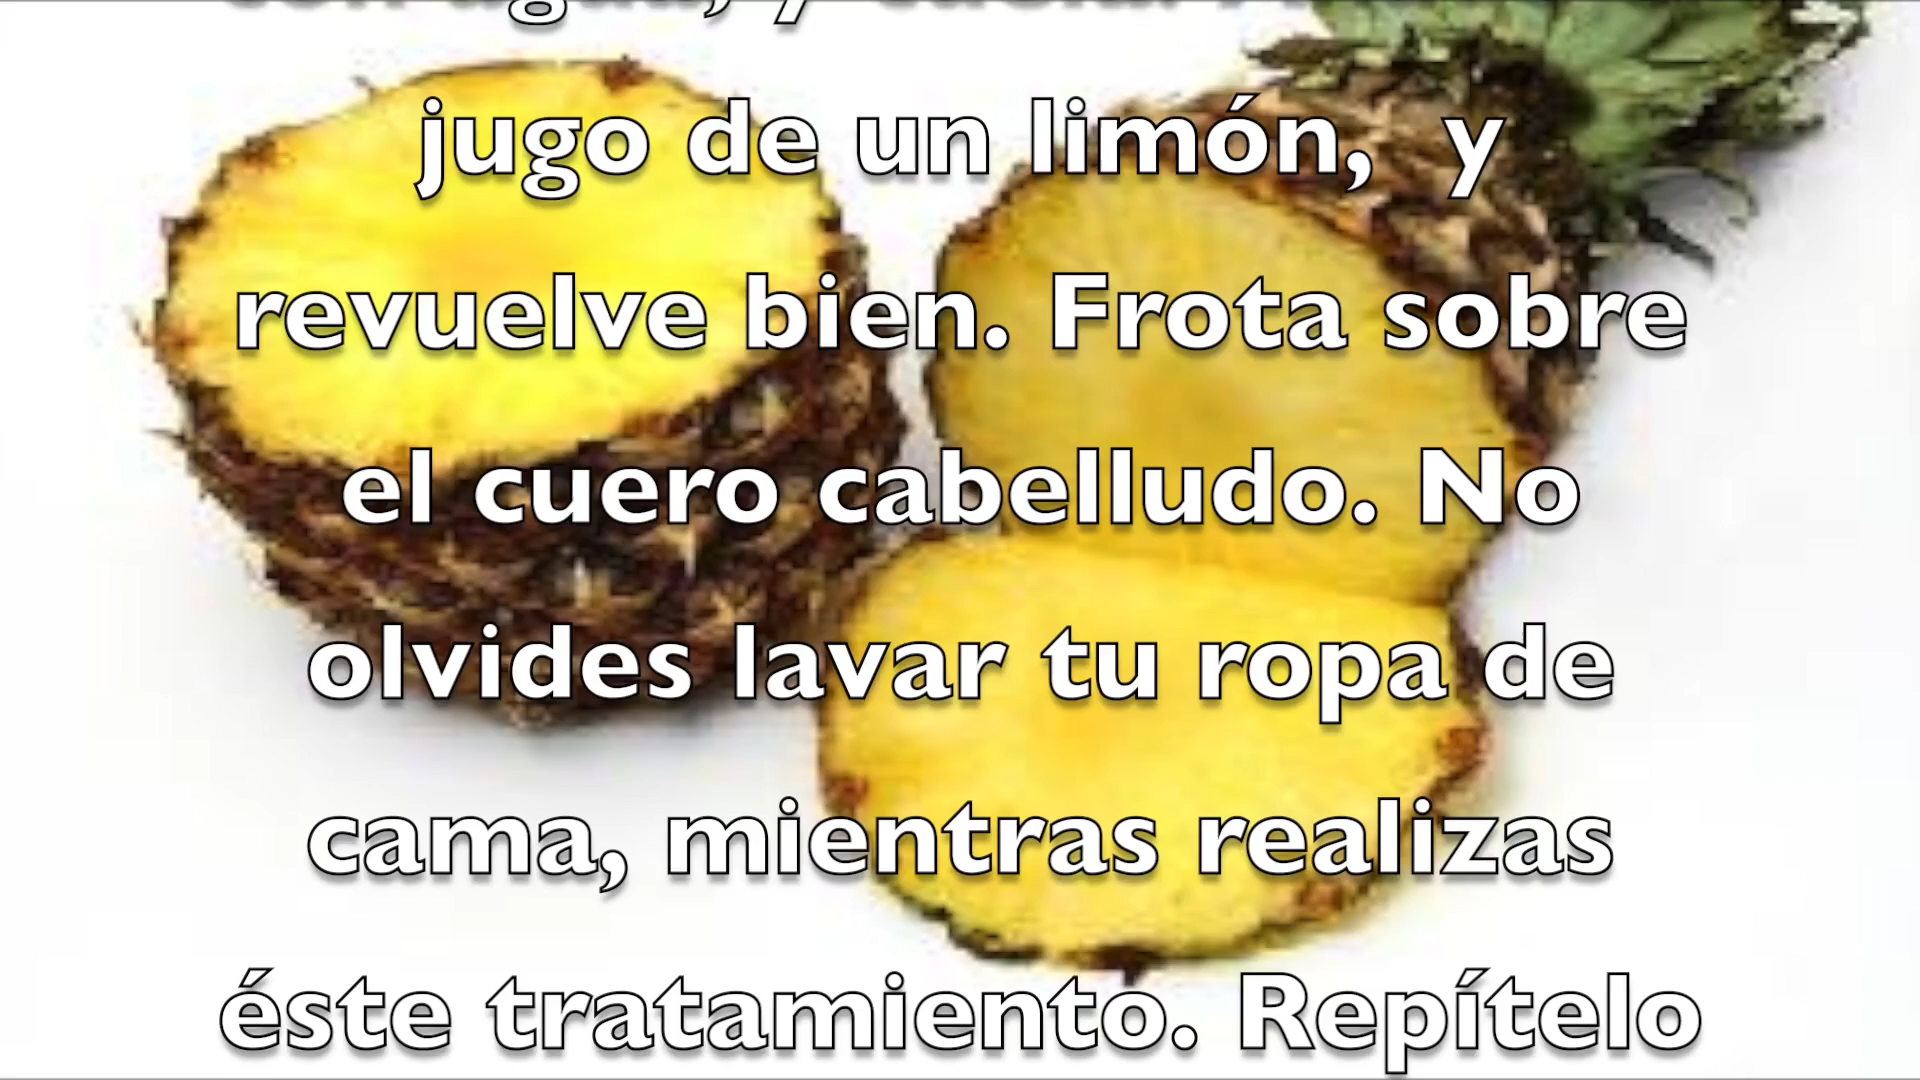 jugo de un limón, y
revuelve bien. Frota sobre
el cuero cabelludo. No
olvides lavar tu ropa de
cama, mientras realizas
éste tratamiento. Repítelo